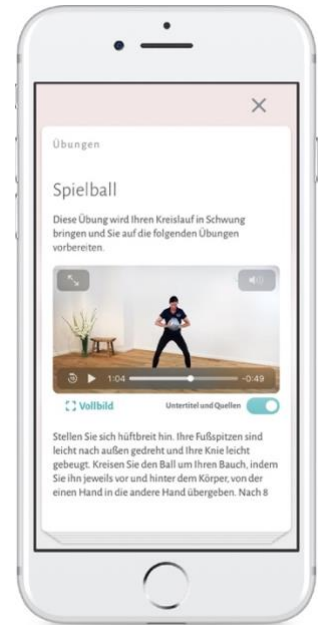 Übungen
Spielball
Diese Übung wird Ihren Kreislauf in Schwung
bringen und Sie auf die folgenden Übungen
vorbereiten.
1:04
-0:49
Vollbild
Untertitel und Quellen
Stellen Sie sich hüftbreit hin. Ihre Fußspitzen sind
leicht nach außen gedreht und Ihre Knie leicht
gebeugt. Kreisen Sie den Ball um Ihren Bauch, indem
Sie ihn jeweils vor und hinter dem Körper, von der
einen Hand in die andere Hand übergeben. Nach 8